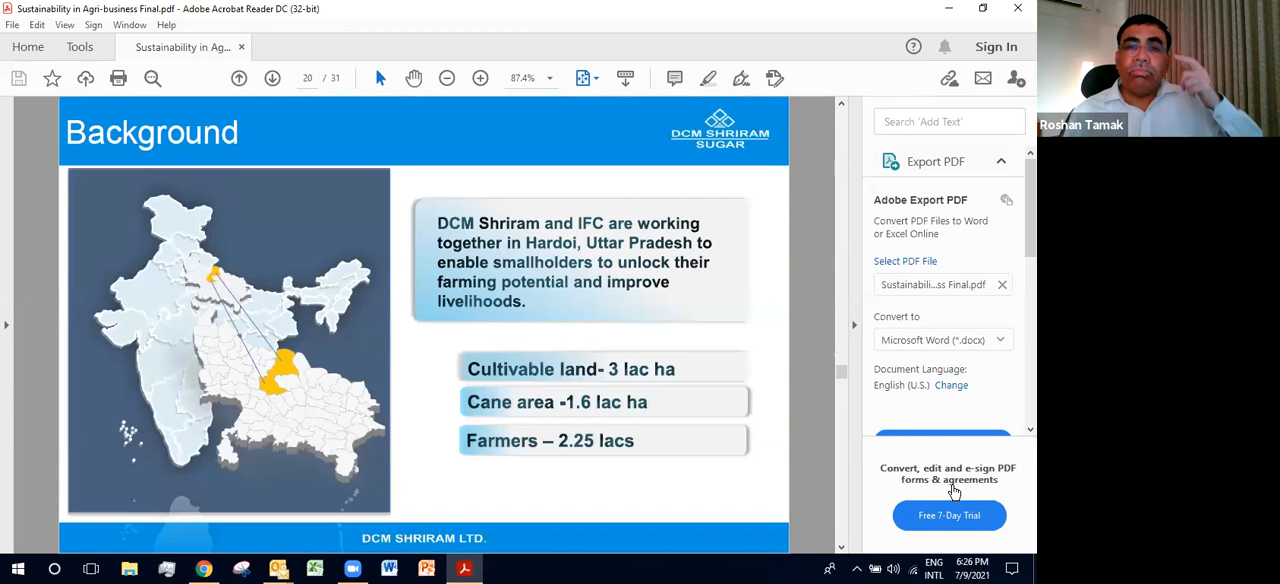 Sustainability in Agri-business Final.pdf - Adobe Acrobat Reader DC (32-bit)
File Edit View Sign Window Help
Home Tools Sustainability in Ag... × Sign In
20 / 31 87.4%
Background
DCM SHRIRAM
SUGAR
DCM Shriram and IFC are working
together in Hardoi, Uttar Pradesh to
enable smallholders to unlock their
farming potential and improve
livelihoods.
Cultivable land- 3 lac ha
Cane area -1.6 lac ha
Farmers – 2.25 lacs
DCM SHRIRAM LTD.
Search 'Add Text'
Export PDF
Adobe Export PDF
Convert PDF Files to Word
or Excel Online
Select PDF File
Sustainabili...ss Final.pdf
Convert to
Microsoft Word (*.docx)
Document Language:
English (U.S.) Change
Convert, edit and e-sign PDF
forms & agreements
Free 7-Day Trial
Roshan Tamak
ENG
INTL
6:26 PM
7/9/2021